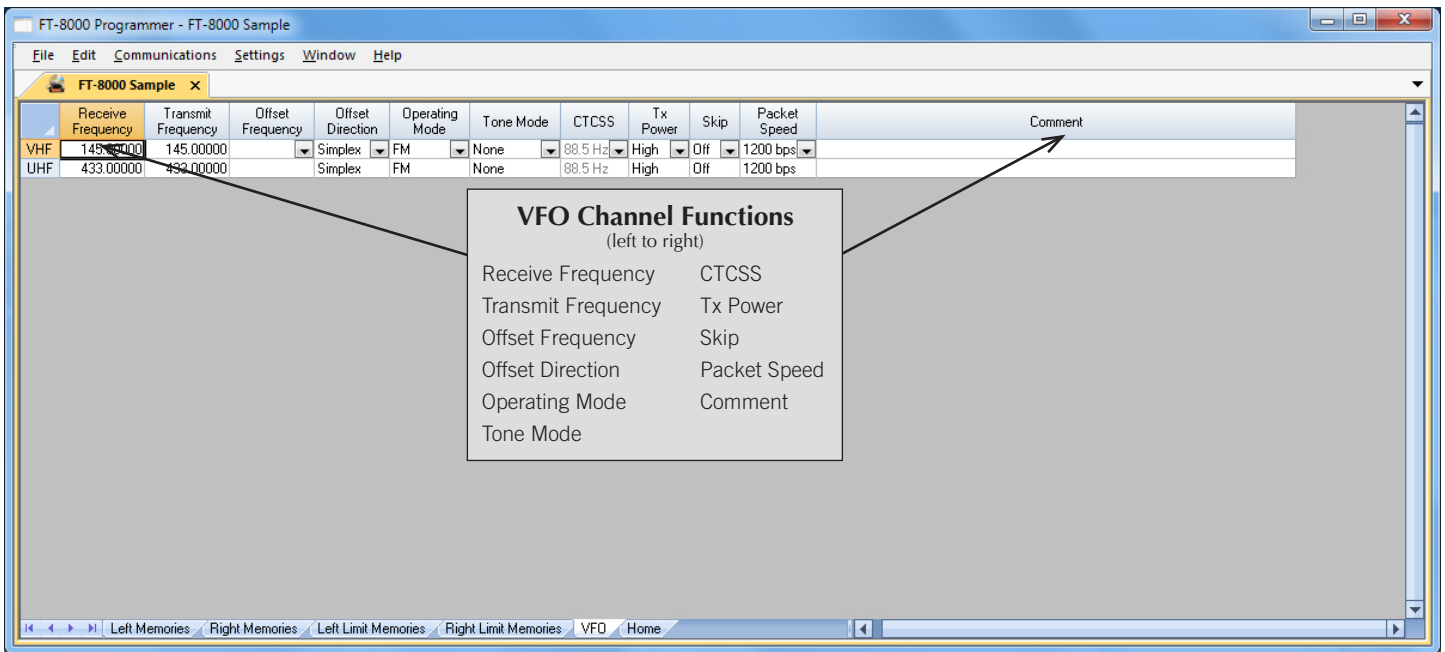 FT-8000 Programmer - FT-8000 Sample
File Edit Communications Settings Window Help
FT-8000 Sample x
Receive Frequency Transmit Frequency Offset Frequency Offset Direction Operating Mode Tone Mode CTCSS Tx Power Skip Packet Speed Comment
VHF 145.00000 145.00000 Simplex FM None 88.5 Hz High Off 1200 bps
UHF 433.00000 433.00000 Simplex FM None 88.5 Hz High Off 1200 bps
VFO Channel Functions
(left to right)
Receive Frequency CTCSS
Transmit Frequency Tx Power
Offset Frequency Skip
Offset Direction Packet Speed
Operating Mode Comment
Tone Mode
Left Memories Right Memories Left Limit Memories Right Limit Memories VFO Home